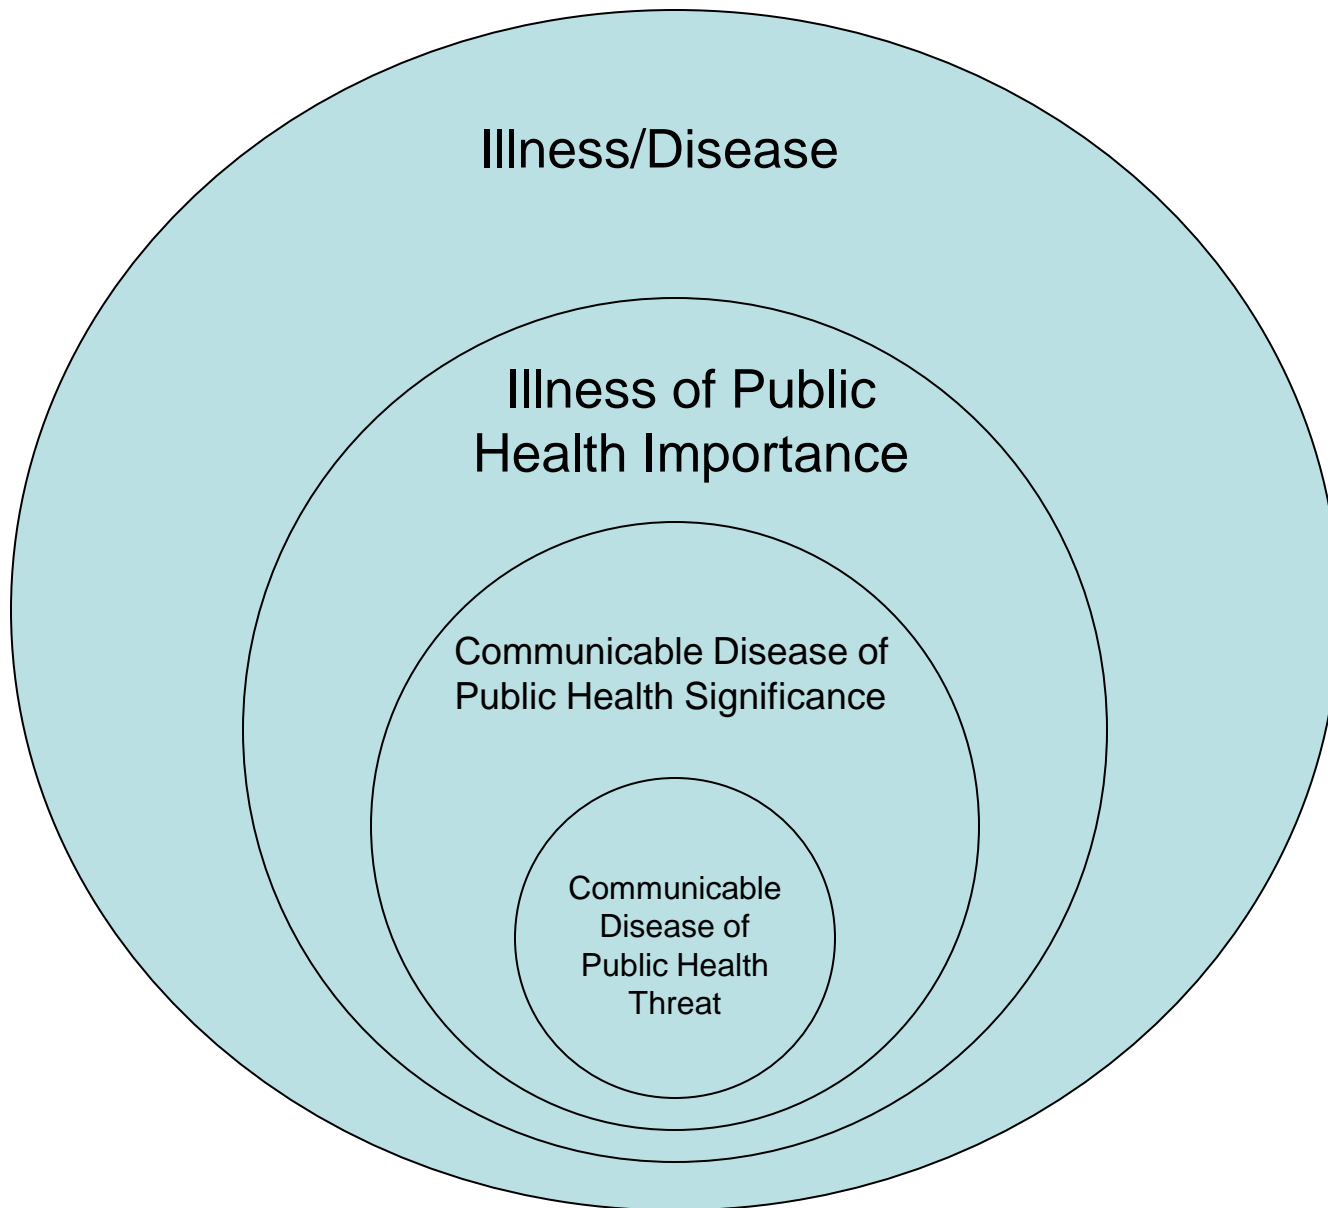 Illness/Disease
Illness of Public
Health Importance
Communicable Disease of
Public Health Significance
Communicable
Disease of
Public Health
Threat